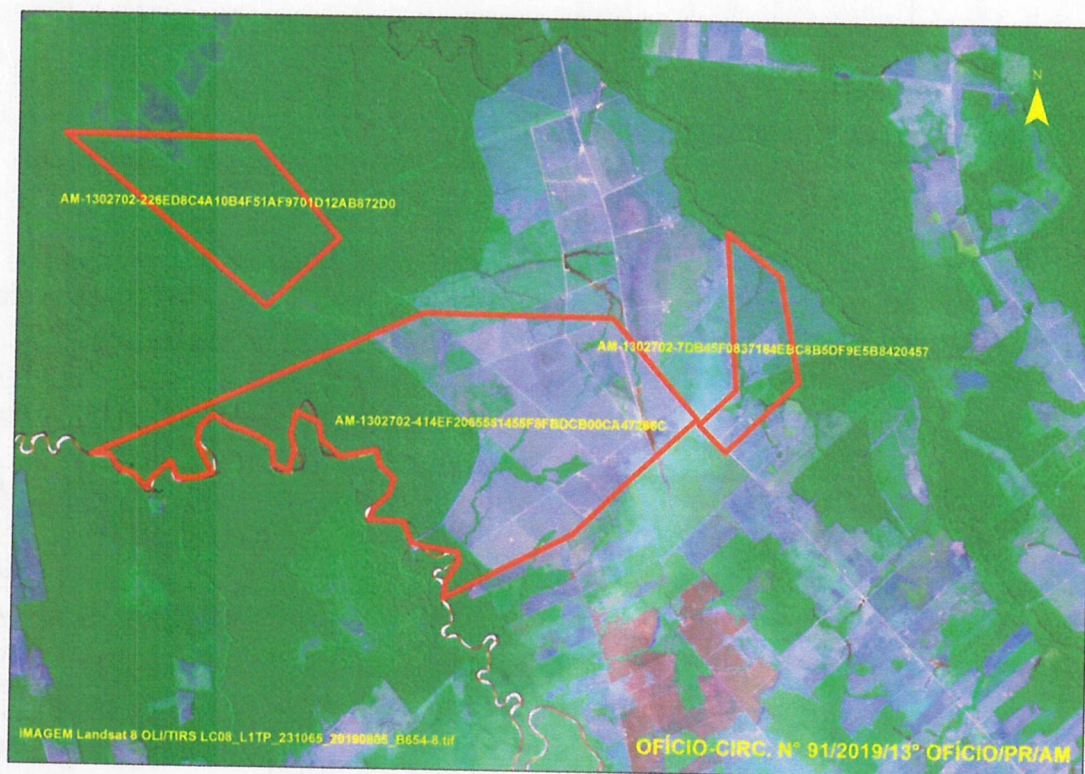 N
AM-1302702-226ED8C4A10B4F51AF9701D12AB872D0
AM-1302702-7DB45F0837184EBC8B5DF9E5B8420457
IMAGEM Landsat 8 OLI/TIRS LC08_L1TP_231065_20190805_B654-8.tif
OFÍCIO-CIRC. N° 91/2019/13° OFÍCIO/PR/AM